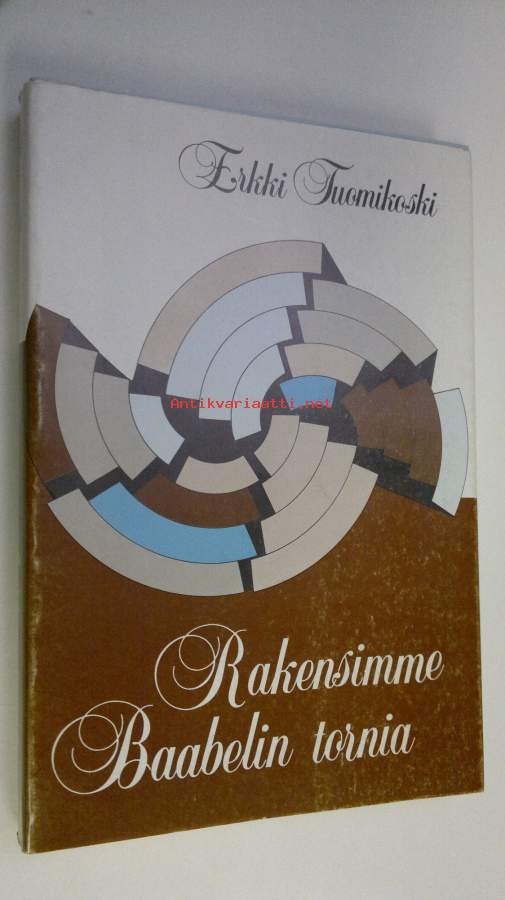 Erkki Tuomikoski
Antikvariaatti.net
Rakensimme
Baabelin tornia